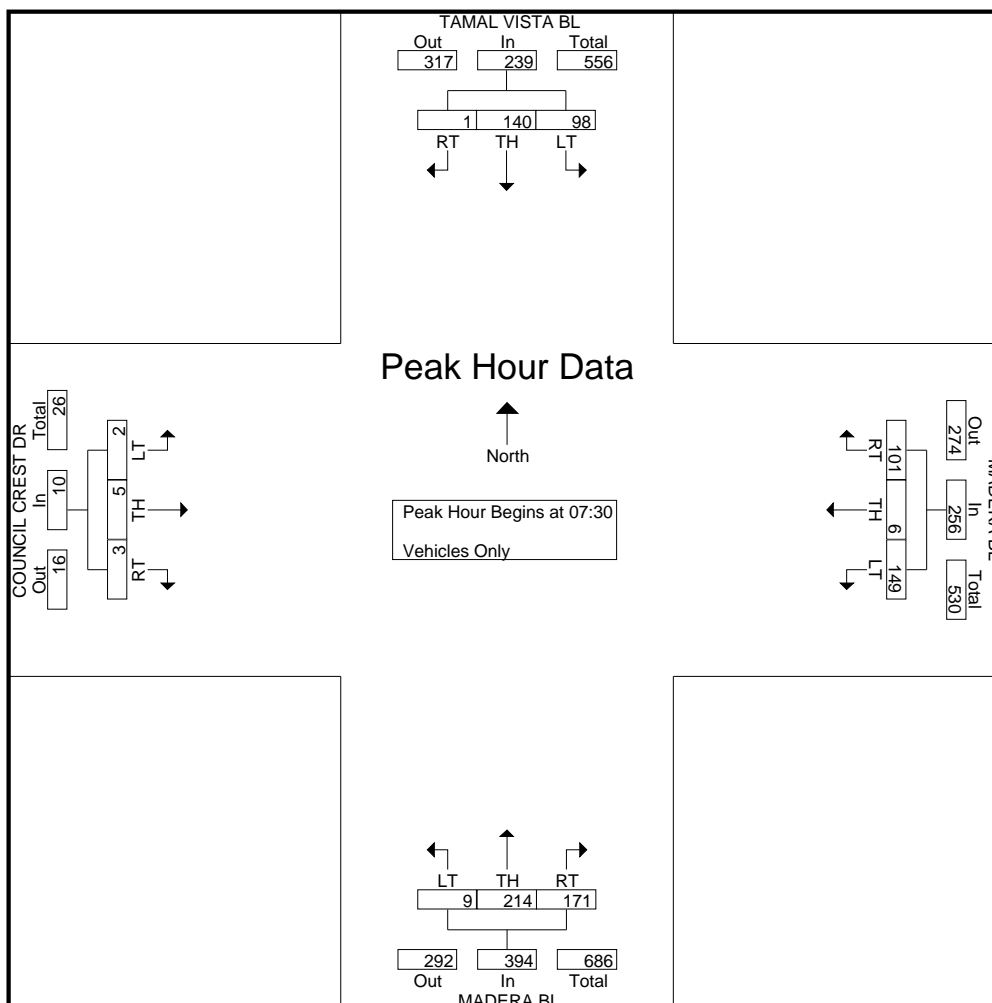 TAMAL VISTA BL
Out In Total
317 239 556
1 140 98
RT TH LT
Peak Hour Data
North
Peak Hour Begins at 07:30
Vehicles Only
COUNCIL CREST DR
Total In Out
26 10 16
2 5 3
LT TH RT
RT TH LT
101 6 149
Out In Total
274 256 530
MADERA BL
LT TH RT
9 214 171
292 394 686
Out In Total
MADERA BL